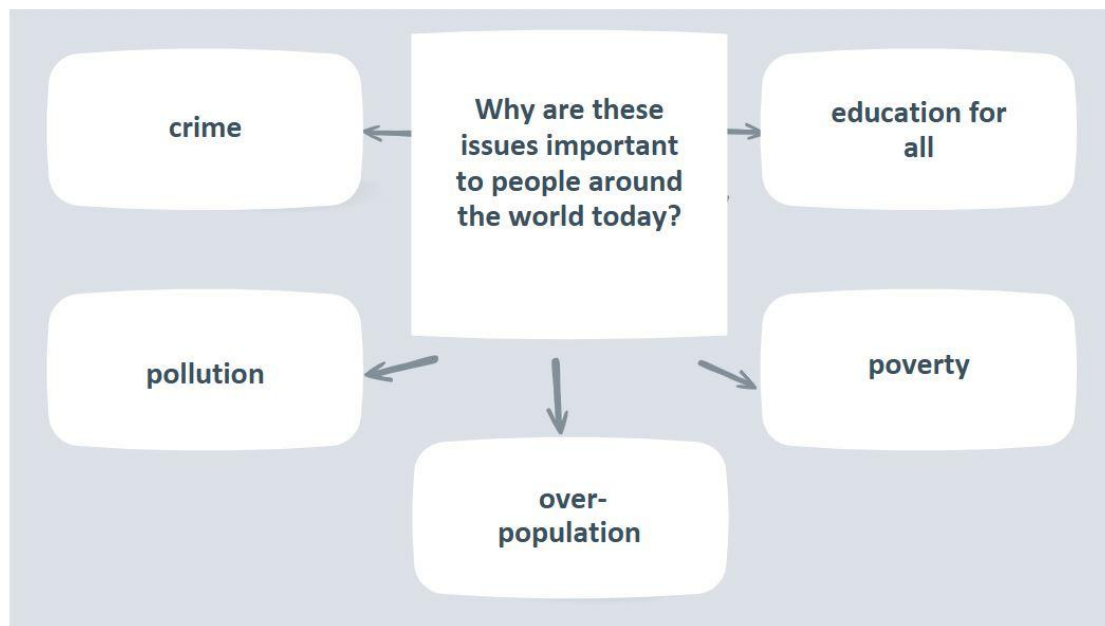 crime
Why are these
issues important
to people around
the world today?
education for
all
pollution
poverty
over-
population